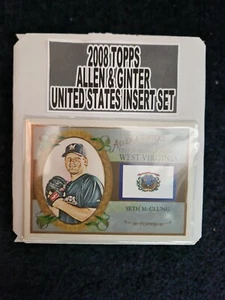 2008 TOPPS
ALLEN & GINTER
UNITED STATES INSERT SET
WEST VIRGINIA
SETH McCLUNG